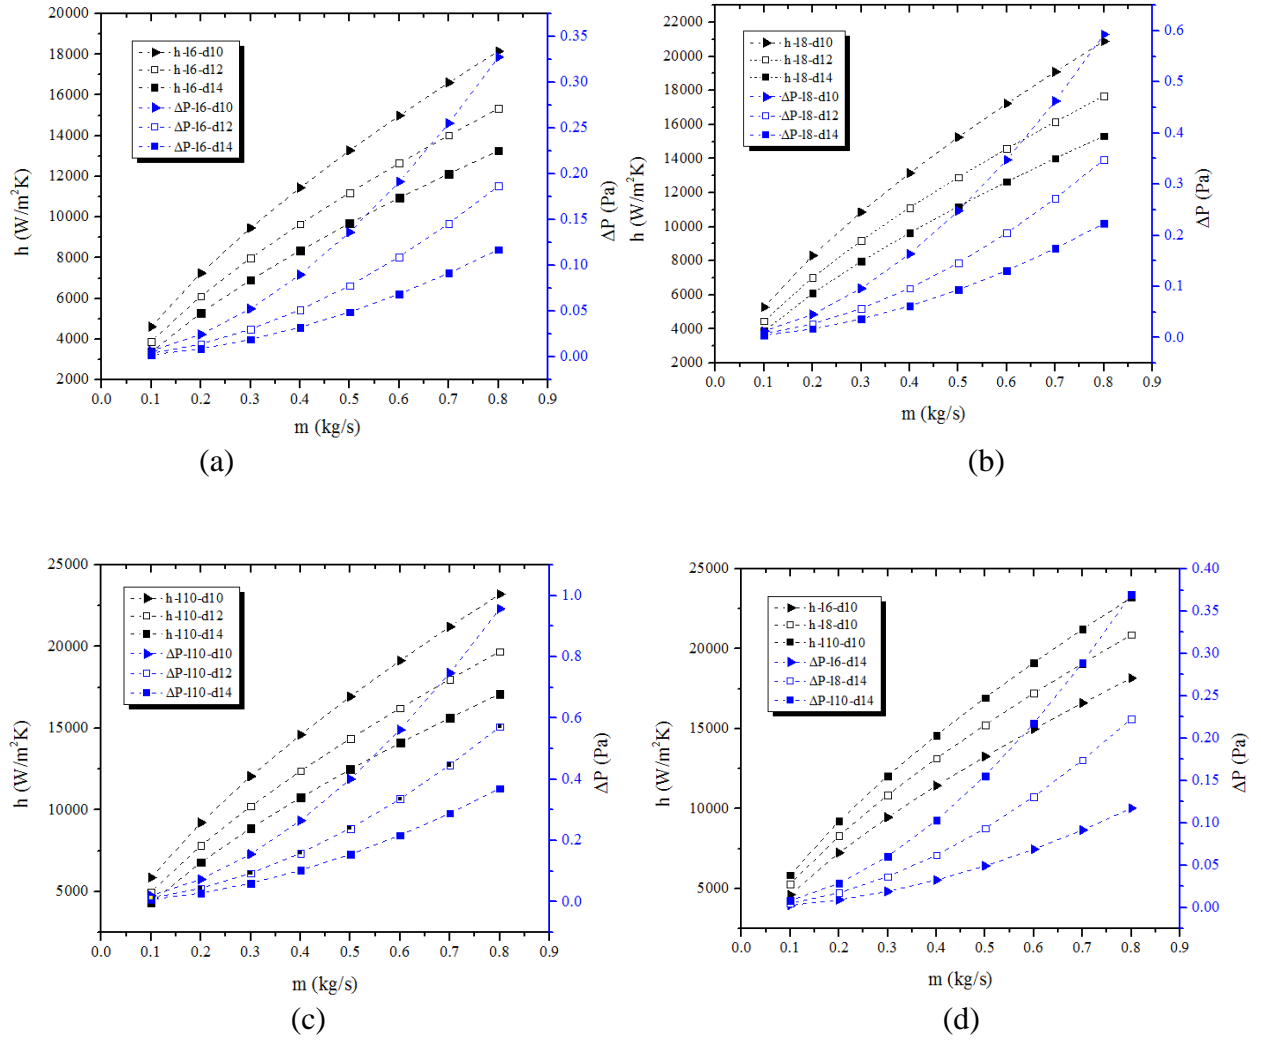 18000
16000
14000
12000
10000
8000
6000
4000
2000
h (W/m²K)
h-l6-d10
h-l6-d12
h-l6-d14
ΔP-l6-d10
ΔP-l6-d12
ΔP-l6-d14
0.35
0.30
0.25
0.20
0.15
0.10
0.05
0.00
ΔP (Pa)
0.0 0.1 0.2 0.3 0.4 0.5 0.6 0.7 0.8 0.9
m (kg/s)
(a)
22000
20000
18000
16000
14000
12000
10000
8000
6000
4000
2000
h (W/m²K)
h-l8-d10
h-l8-d12
h-l8-d14
ΔP-l8-d10
ΔP-l8-d12
ΔP-l8-d14
0.6
0.5
0.4
0.3
0.2
0.1
0.0
ΔP (Pa)
0.0 0.1 0.2 0.3 0.4 0.5 0.6 0.7 0.8 0.9
m (kg/s)
(b)
25000
20000
15000
10000
5000
h (W/m²K)
h-l10-d10
h-l10-d12
h-l10-d14
ΔP-l10-d10
ΔP-l10-d12
ΔP-l10-d14
1.0
0.8
0.6
0.4
0.2
0.0
ΔP (Pa)
0.0 0.1 0.2 0.3 0.4 0.5 0.6 0.7 0.8 0.9
m (kg/s)
(c)
25000
20000
15000
10000
5000
h (W/m²K)
h-l6-d10
h-l8-d10
h-l10-d10
ΔP-l6-d14
ΔP-l8-d14
ΔP-l10-d14
0.40
0.35
0.30
0.25
0.20
0.15
0.10
0.05
0.00
ΔP (Pa)
0.0 0.1 0.2 0.3 0.4 0.5 0.6 0.7 0.8 0.9
m (kg/s)
(d)